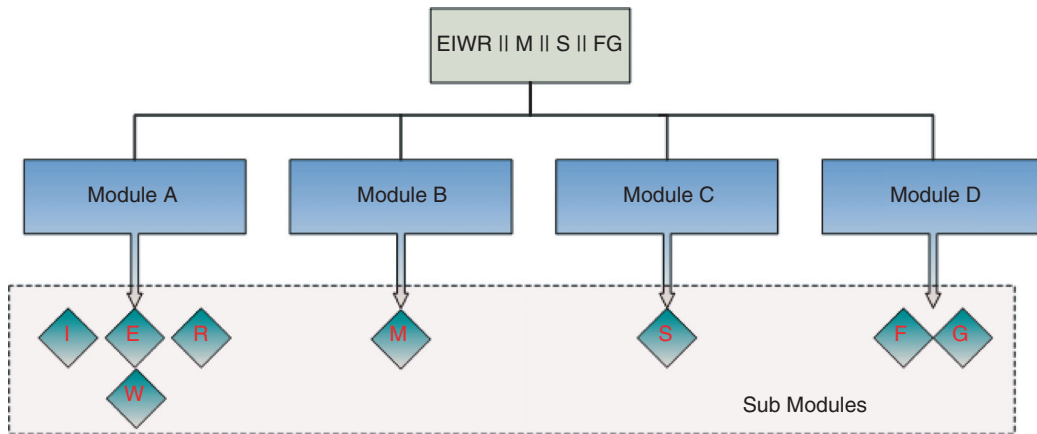 EIWR || M || S || FG
Module A
Module B
Module C
Module D
I
E
R
M
S
F
G
W
Sub Modules